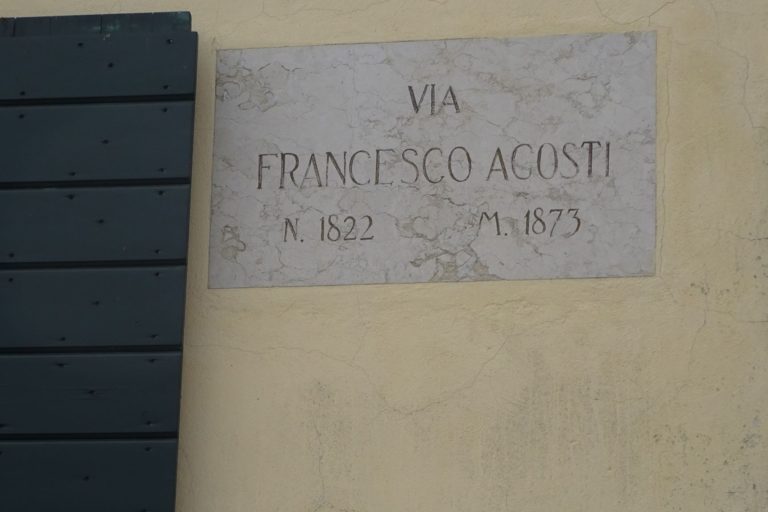 VIA
FRANCESCO AGOSTI
N. 1822 M. 1873